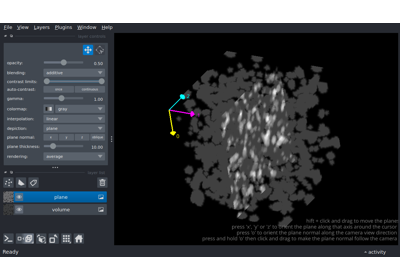 File View Layers Plugins Window Help
layer controls
opacity: 0.50
blending: additive
contrast limits:
auto-contrast: once continuous
gamma: 1.00
colormap: gray
interpolation: linear
depiction: plane
plane normal: x y z oblique
plane thickness: 10.00
rendering: average
layer list
plane
volume
hift + click and drag to move the plane
press 'x', 'y' or 'z' to orient the plane along that axis around the cursor
press 'o' to orient the plane normal along the camera view direction
press and hold 'o' then click and drag to make the plane normal follow the camera
Ready
activity